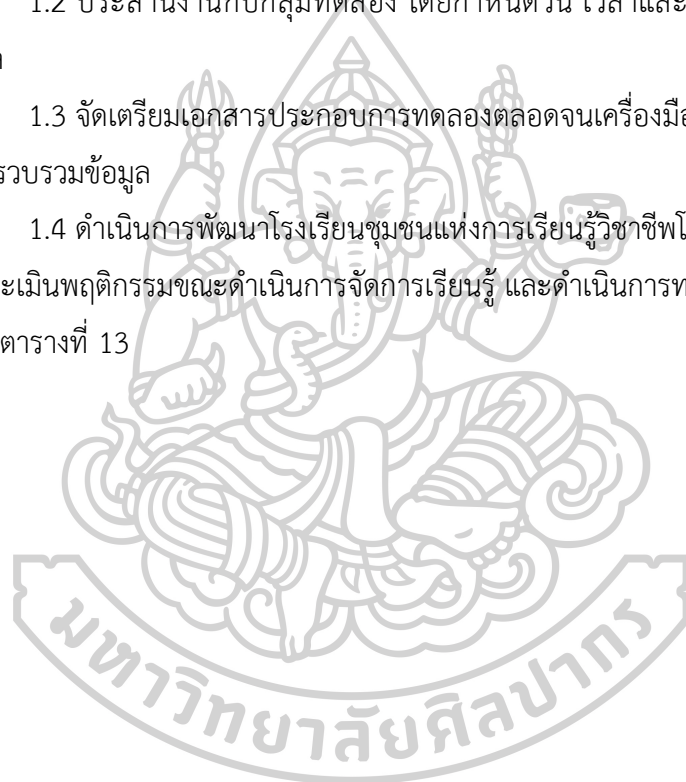 1.2 ประสานงานกับกลุ่มทดลอง โดยกำหนดวัน เวลาและ
1.3 จัดเตรียมเอกสารประกอบการทดลองตลอดจนเครื่องมือ
รวบรวมข้อมูล
1.4 ดำเนินการพัฒนาโรงเรียนชุมชนแห่งการเรียนรู้วิชาชีพ
ะเมินพฤติกรรมขณะดำเนินการจัดการเรียนรู้ และดำเนินการท
ตารางที่ 13
มหาวิทยาลัยศิลปากร